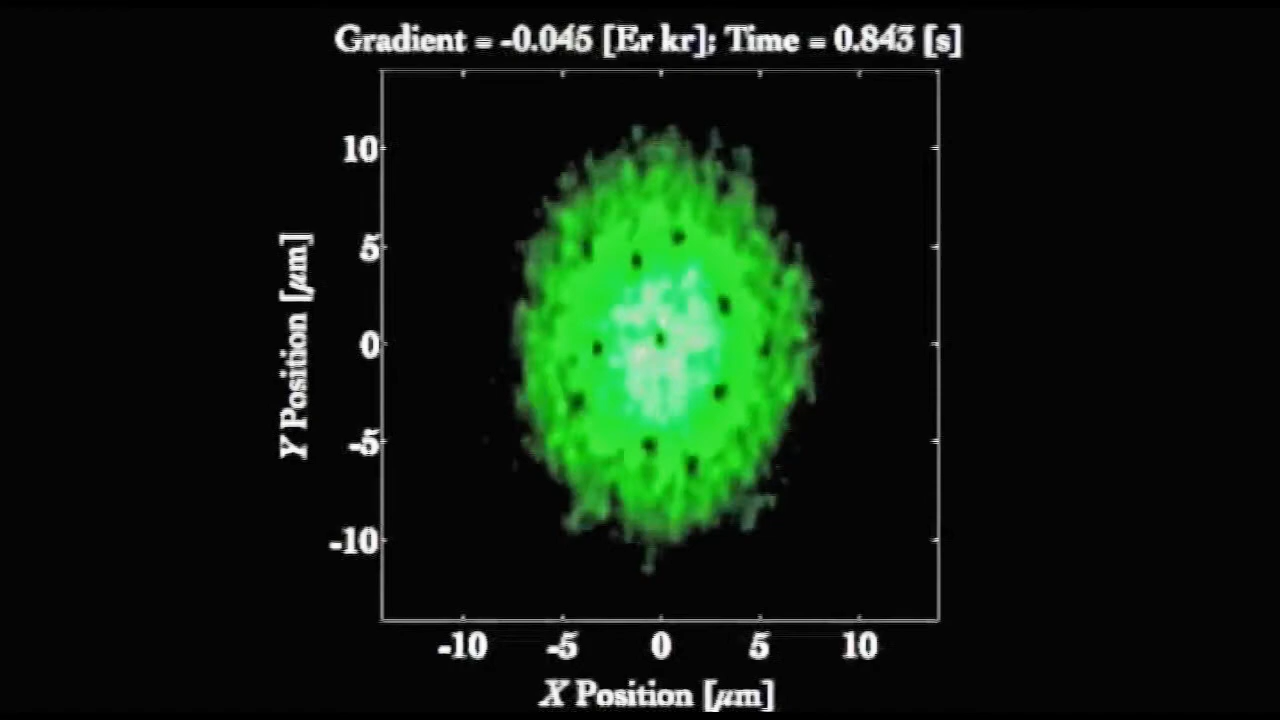 Gradient = -0.045 [Er kr]; Time = 0.843 [s]
10
5
0
-5
-10
Y Position [μm]
-10 -5 0 5 10
X Position [μm]